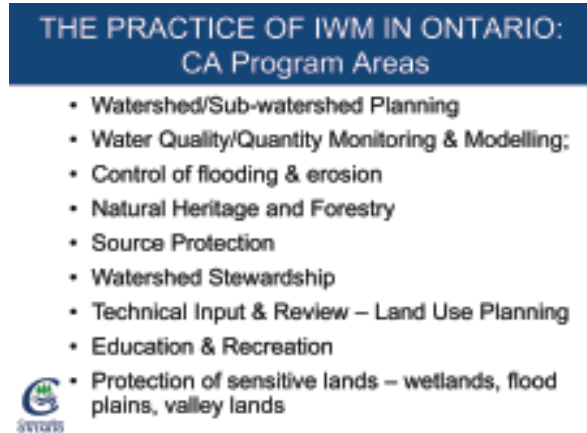 THE PRACTICE OF IWM IN ONTARIO:
CA Program Areas
• Watershed/Sub-watershed Planning
• Water Quality/Quantity Monitoring & Modelling;
• Control of flooding & erosion
• Natural Heritage and Forestry
• Source Protection
• Watershed Stewardship
• Technical Input & Review – Land Use Planning
• Education & Recreation
• Protection of sensitive lands – wetlands, flood
plains, valley lands
ONTARIO